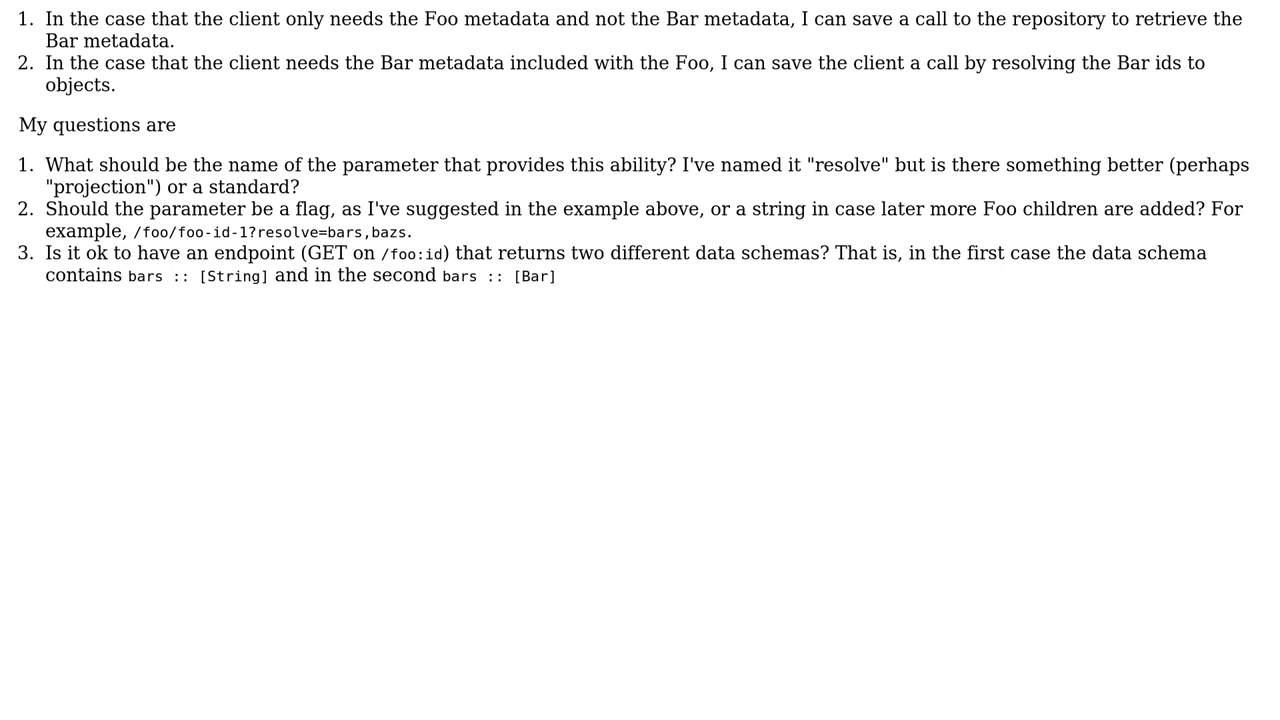 1. In the case that the client only needs the Foo metadata and not the Bar metadata, I can save a call to the repository to retrieve the
Bar metadata.
2. In the case that the client needs the Bar metadata included with the Foo, I can save the client a call by resolving the Bar ids to
objects.
My questions are
1. What should be the name of the parameter that provides this ability? I've named it "resolve" but is there something better (perhaps
"projection") or a standard?
2. Should the parameter be a flag, as I've suggested in the example above, or a string in case later more Foo children are added? For
example, /foo/foo-id-1?resolve=bars,bazs.
3. Is it ok to have an endpoint (GET on /foo:id) that returns two different data schemas? That is, in the first case the data schema
contains bars :: [String] and in the second bars :: [Bar]